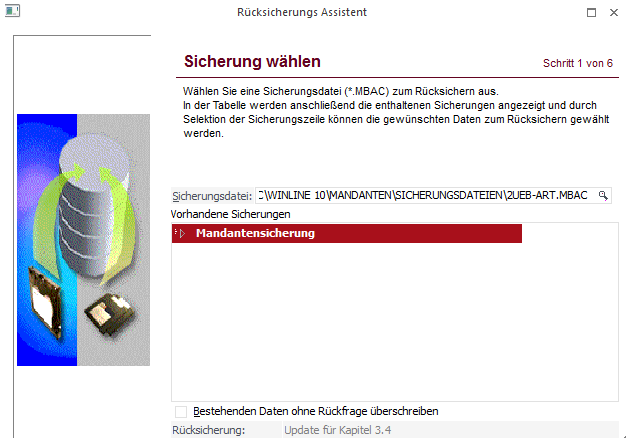 Rücksicherungs Assistent
Sicherung wählen
Schritt 1 von 6
Wählen Sie eine Sicherungsdatei (*.MBAC) zum Rücksichern aus.
In der Tabelle werden anschließend die enthaltenen Sicherungen angezeigt und durch
Selektion der Sicherungszeile können die gewünschten Daten zum Rücksichern gewählt
werden.
Sicherungsdatei: :\WINLINE 10\MANDANTEN\SICHERUNGSDATEIEN\2UEB-ART.MBAC
Vorhandene Sicherungen
Mandantensicherung
Bestehenden Daten ohne Rückfrage überschreiben
Rücksicherung: Update für Kapitel 3.4